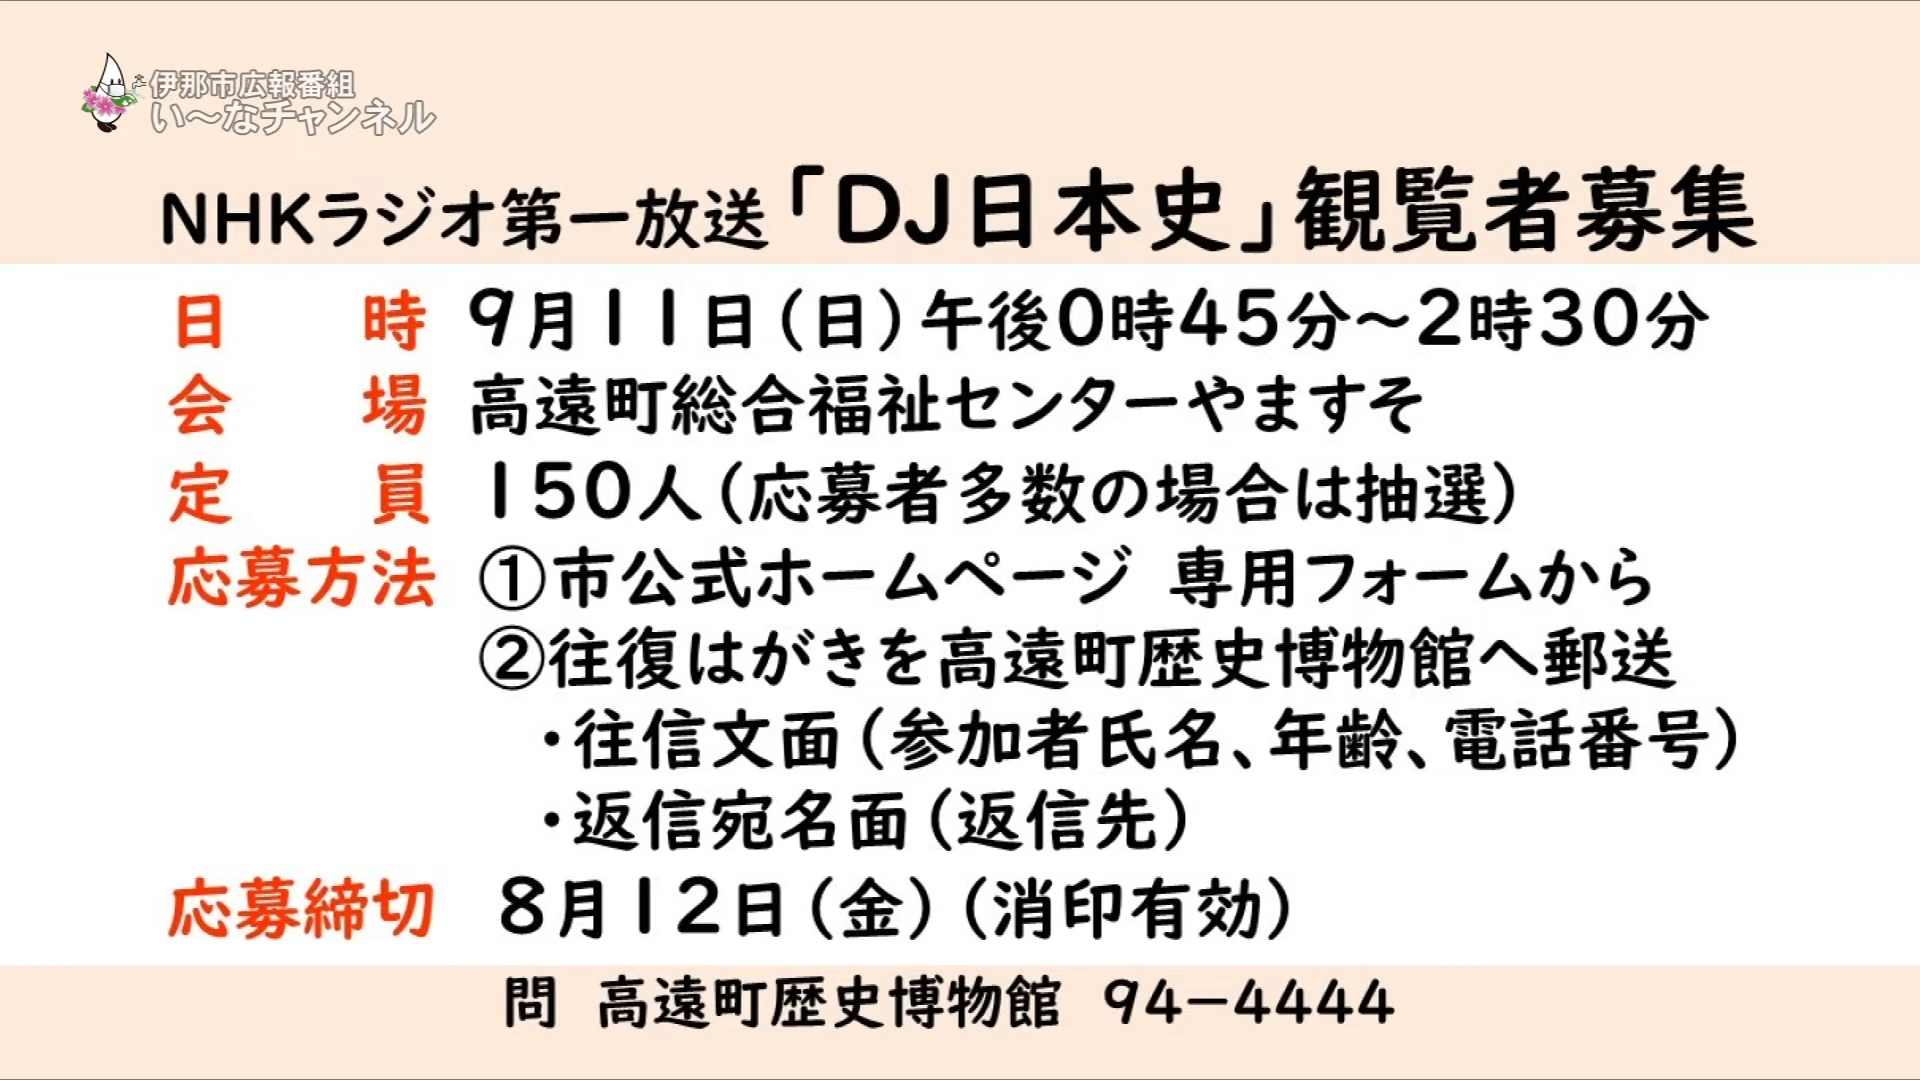 伊那市広報番組
い～なチャンネル
NHKラジオ第一放送「DJ日本史」観覧者募集
日　　時 9月11日(日)午後0時45分～2時30分
会　　場 高遠町総合福祉センターやますそ
定　　員 150人(応募者多数の場合は抽選)
応募方法 ①市公式ホームページ 専用フォームから
②往復はがきを高遠町歴史博物館へ郵送
・往信文面(参加者氏名、年齢、電話番号)
・返信宛名面(返信先)
応募締切 8月12日(金)(消印有効)
問 高遠町歴史博物館 94－4444